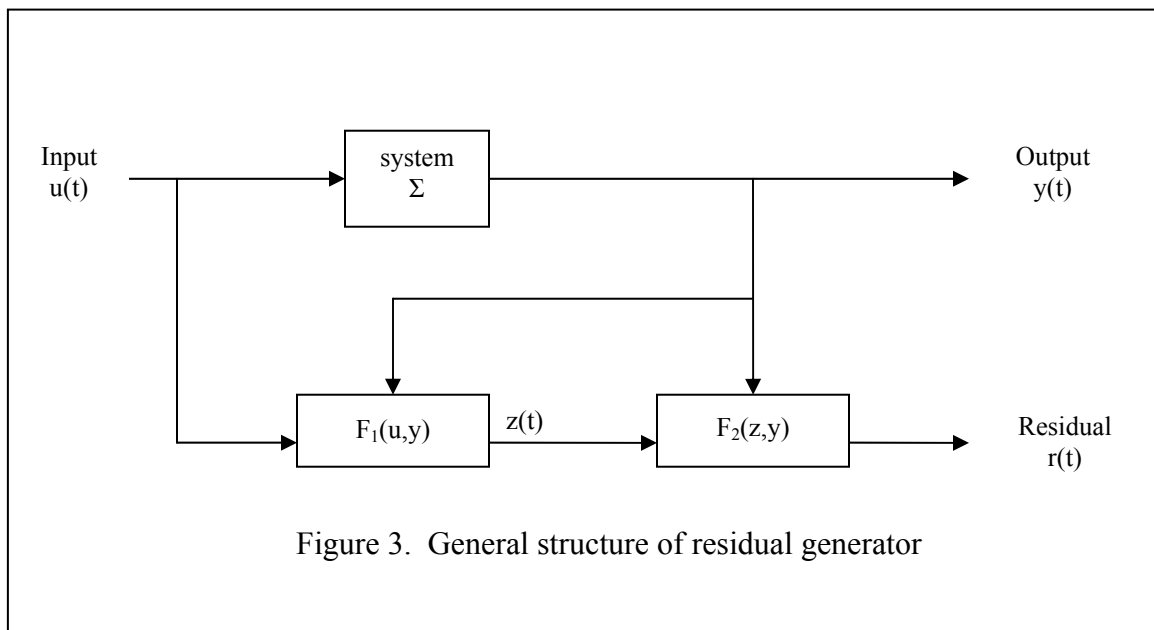 Input
u(t)
system
Σ
Output
y(t)
F₁(u,y)
z(t)
F₂(z,y)
Residual
r(t)
Figure 3.  General structure of residual generator